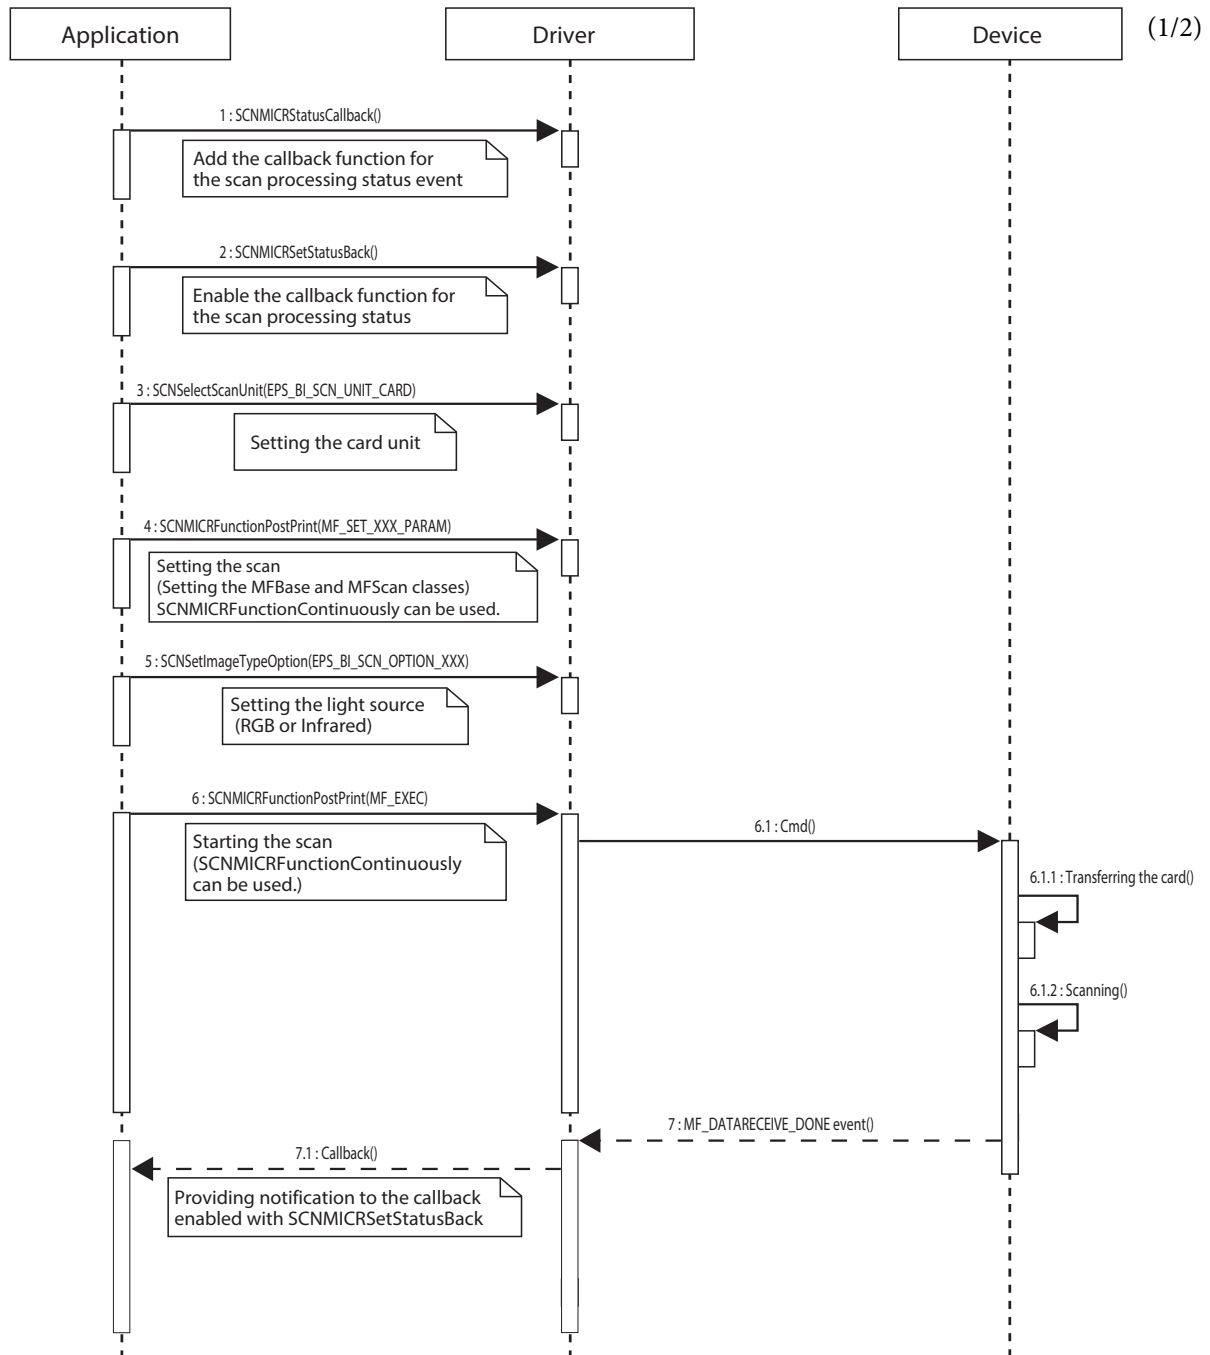 Application
Driver
Device
(1/2)
1 : SCNMICRStatusCallback()
Add the callback function for
the scan processing status event
2 : SCNMICRSetStatusBack()
Enable the callback function for
the scan processing status
3 : SCNSelectScanUnit(EPS_BI_SCN_UNIT_CARD)
Setting the card unit
4 : SCNMICRFunctionPostPrint(MF_SET_XXX_PARAM)
Setting the scan
(Setting the MFBase and MFScan classes)
SCNMICRFunctionContinuously can be used.
5 : SCNSetImageTypeOption(EPS_BI_SCN_OPTION_XXX)
Setting the light source
(RGB or Infrared)
6 : SCNMICRFunctionPostPrint(MF_EXEC)
Starting the scan
(SCNMICRFunctionContinuously
can be used.)
6.1 : Cmd()
6.1.1 : Transferring the card()
6.1.2 : Scanning()
7 : MF_DATARECEIVE_DONE event()
7.1 : Callback()
Providing notification to the callback
enabled with SCNMICRSetStatusBack